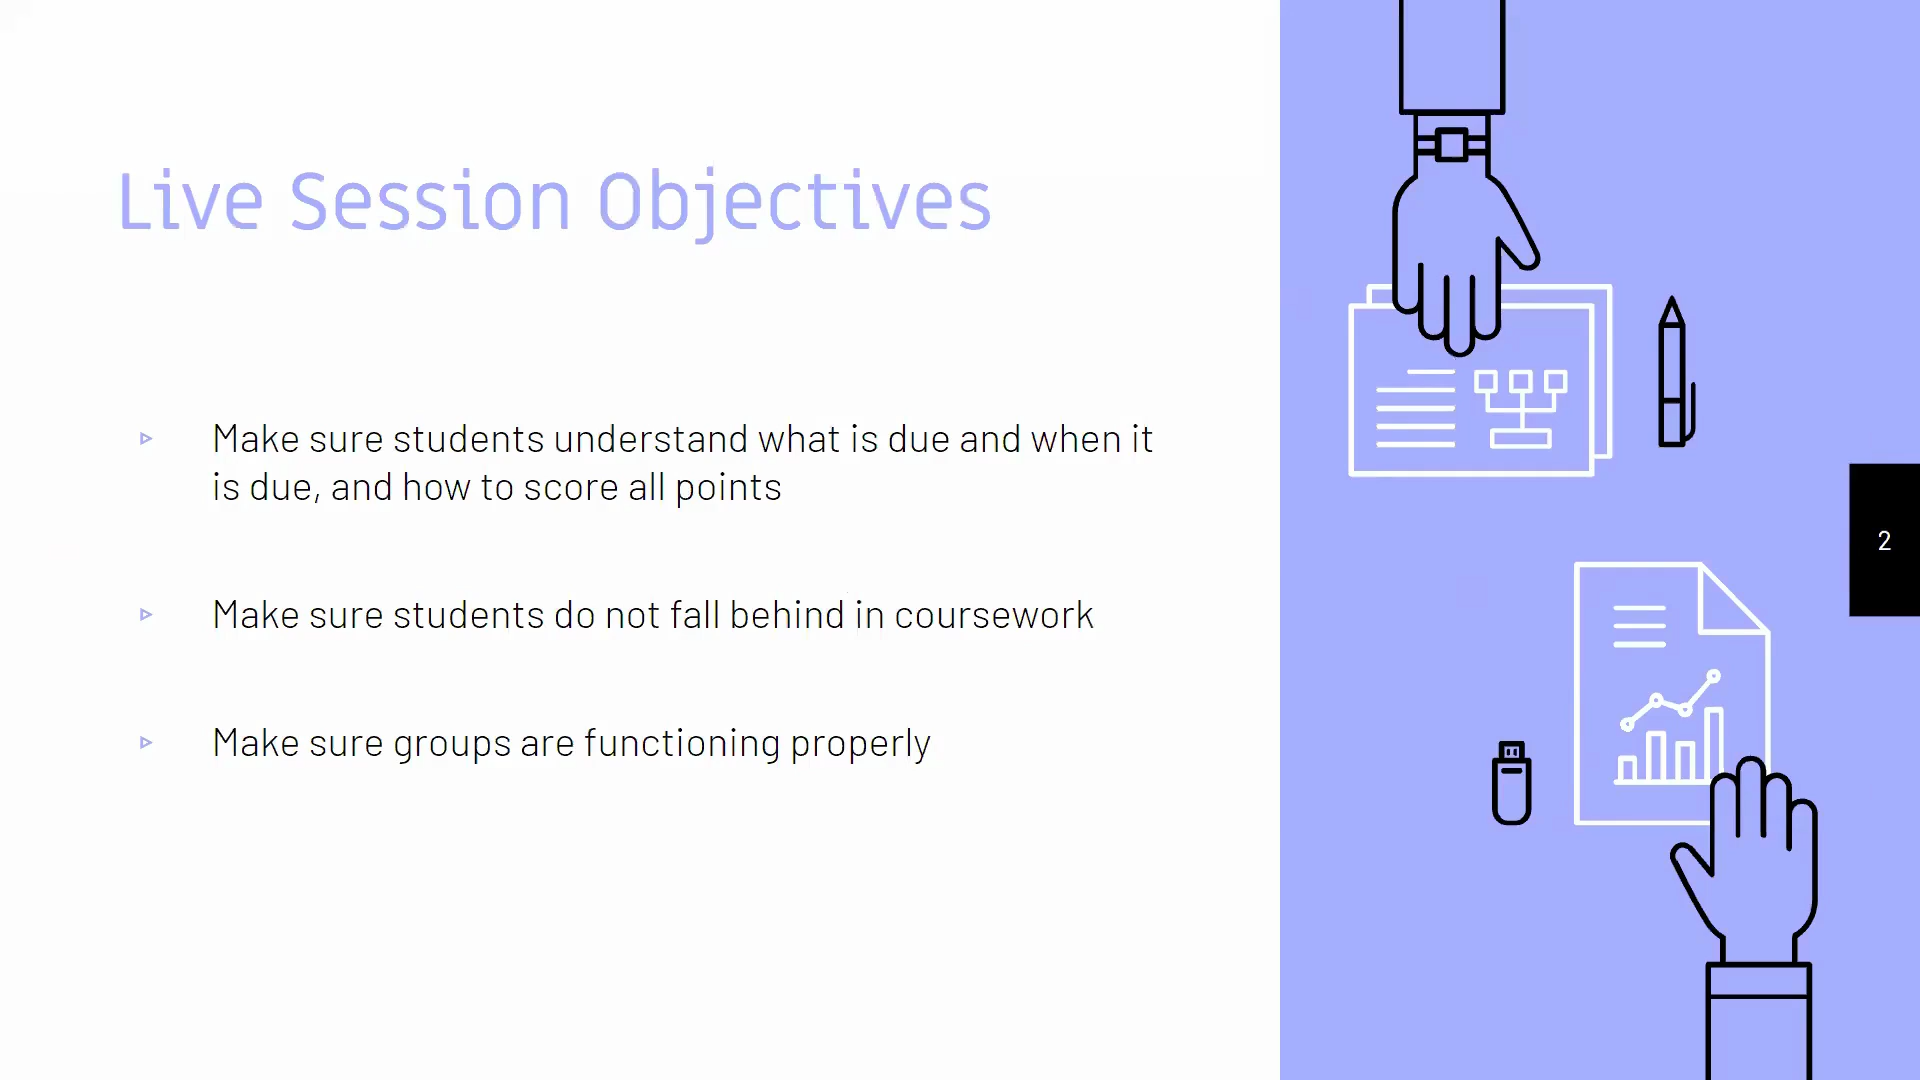 Live Session Objectives
Make sure students understand what is due and when it
is due, and how to score all points
Make sure students do not fall behind in coursework
Make sure groups are functioning properly
2